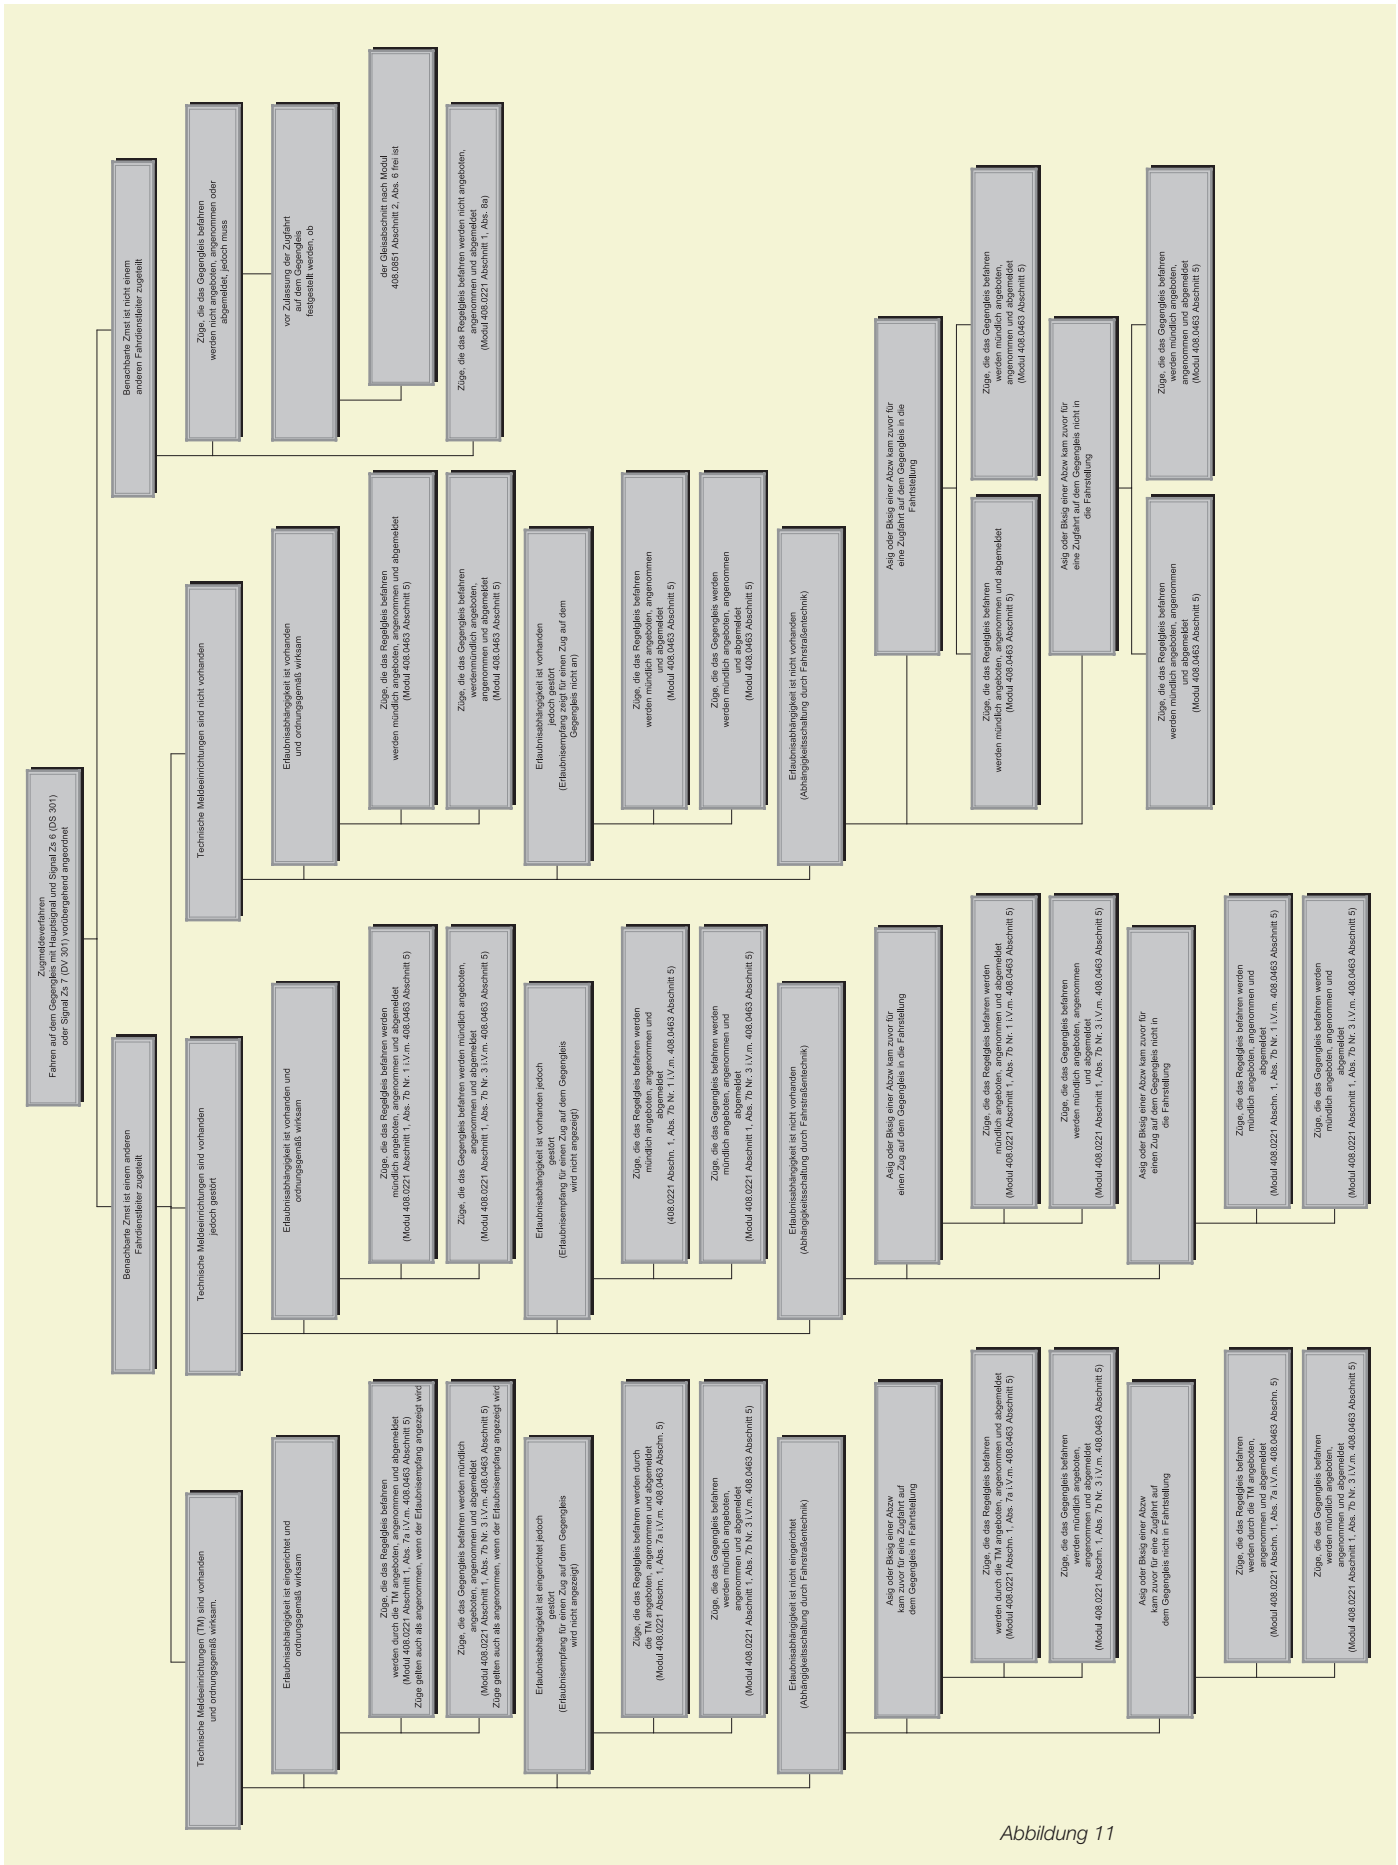 Zugmeldeverfahren
Fahren auf dem Gegengleis mit Hauptsignal und Signal Zs 6 (DS 301)
oder Signal Zs 7 (DV 301) vorübergehend angeordnet
Benachbarte Zmst ist einem anderen
Fahrdienstleiter zugeteilt
Technische Meldeeinrichtungen (TM) sind vorhanden
und ordnungsgemäß wirksam.
Erlaubnisabhängigkeit ist eingerichtet und
ordnungsgemäß wirksam
Züge, die das Regelgleis befahren
werden durch die TM angeboten, angenommen und abgemeldet
(Modul 408.0221 Abschnitt 1, Abs. 7a i.V.m. 408.0463 Abschnitt 5)
Züge gelten auch als angenommen, wenn der Erlaubnisempfang angezeigt wird
Züge, die das Gegengleis befahren werden mündlich
angeboten, angenommen und abgemeldet
(Modul 408.0221 Abschnitt 1, Abs. 7b Nr. 3 i.V.m. 408.0463 Abschnitt 5)
Züge gelten auch als angenommen, wenn der Erlaubnisempfang angezeigt wird
Erlaubnisabhängigkeit ist eingerichtet jedoch
gestört
(Erlaubnisempfang für einen Zug auf dem Gegengleis
wird nicht angezeigt)
Züge, die das Regelgleis befahren werden durch
die TM angeboten, angenommen und abgemeldet
(Modul 408.0221 Abschn. 1, Abs. 7a i.V.m. 408.0463 Abschn. 5)
Züge, die das Gegengleis befahren
werden mündlich angeboten,
angenommen und abgemeldet
(Modul 408.0221 Abschnitt 1, Abs. 7b Nr. 3 i.V.m. 408.0463 Abschnitt 5)
Erlaubnisabhängigkeit ist nicht eingerichtet
(Abhängigkeitsschaltung durch Fahrstraßentechnik)
Asig oder Bksig einer Abzw
kam zuvor für eine Zugfahrt auf
dem Gegengleis in Fahrtstellung
Züge, die das Regelgleis befahren
werden durch die TM angeboten, angenommen und abgemeldet
(Modul 408.0221 Abschn. 1, Abs. 7a i.V.m. 408.0463 Abschnitt 5)
Züge, die das Gegengleis befahren
werden mündlich angeboten,
angenommen und abgemeldet
(Modul 408.0221 Abschn. 1, Abs. 7b Nr. 3 i.V.m. 408.0463 Abschnitt 5)
Asig oder Bksig einer Abzw
kam zuvor für eine Zugfahrt auf
dem Gegengleis nicht in Fahrtstellung
Züge, die das Regelgleis befahren
werden durch die TM angeboten,
angenommen und abgemeldet
(Modul 408.0221 Abschn. 1, Abs. 7a i.V.m. 408.0463 Abschn. 5)
Züge, die das Gegengleis befahren
werden mündlich angeboten,
angenommen und abgemeldet
(Modul 408.0221 Abschnitt 1, Abs. 7b Nr. 3 i.V.m. 408.0463 Abschnitt 5)
Technische Meldeeinrichtungen sind vorhanden
jedoch gestört
Erlaubnisabhängigkeit ist vorhanden und
ordnungsgemäß wirksam
Züge, die das Regelgleis befahren werden
mündlich angeboten, angenommen und abgemeldet
(Modul 408.0221 Abschnitt 1, Abs. 7b Nr. 1 i.V.m. 408.0463 Abschnitt 5)
Züge, die das Gegengleis befahren werden mündlich angeboten,
angenommen und abgemeldet
(Modul 408.0221 Abschnitt 1, Abs. 7b Nr. 3 i.V.m. 408.0463 Abschnitt 5)
Erlaubnisabhängigkeit ist vorhanden jedoch
gestört
(Erlaubnisempfang für einen Zug auf dem Gegengleis
wird nicht angezeigt)
Züge, die das Regelgleis befahren werden
mündlich angeboten, angenommen und
abgemeldet
(408.0221 Abschn. 1, Abs. 7b Nr. 1 i.V.m. 408.0463 Abschnitt 5)
Züge, die das Gegengleis befahren werden
mündlich angeboten, angenommen und
abgemeldet
(Modul 408.0221 Abschnitt 1, Abs. 7b Nr. 3 i.V.m. 408.0463 Abschnitt 5)
Erlaubnisabhängigkeit ist nicht vorhanden
(Abhängigkeitsschaltung durch Fahrstraßentechnik)
Asig oder Bksig einer Abzw kam zuvor für
einen Zug auf dem Gegengleis in die Fahrstellung
Züge, die das Regelgleis befahren werden
mündlich angeboten, angenommen und abgemeldet
(Modul 408.0221 Abschnitt 1, Abs. 7b Nr. 1 i.V.m. 408.0463 Abschnitt 5)
Züge, die das Gegengleis befahren
werden mündlich angeboten, angenommen
und abgemeldet
(Modul 408.0221 Abschnitt 1, Abs. 7b Nr. 3 i.V.m. 408.0463 Abschnitt 5)
Asig oder Bksig einer Abzw kam zuvor für
einen Zug auf dem Gegengleis nicht in
die Fahrstellung
Züge, die das Regelgleis befahren werden
mündlich angeboten, angenommen und
abgemeldet
(Modul 408.0221 Abschn. 1, Abs. 7b Nr. 1 i.V.m. 408.0463 Abschnitt 5)
Züge, die das Gegengleis befahren werden
mündlich angeboten, angenommen und
abgemeldet
(Modul 408.0221 Abschnitt 1, Abs. 7b Nr. 3 i.V.m. 408.0463 Abschnitt 5)
Technische Meldeeinrichtungen sind nicht vorhanden
Erlaubnisabhängigkeit ist vorhanden
und ordnungsgemäß wirksam
Züge, die das Regelgleis befahren
werden mündlich angeboten, angenommen und abgemeldet
(Modul 408.0463 Abschnitt 5)
Züge, die das Gegengleis befahren
werdenmündlich angeboten,
angenommen und abgemeldet
(Modul 408.0463 Abschnitt 5)
Erlaubnisabhängigkeit ist vorhanden
jedoch gestört
(Erlaubnisempfang zeigt für einen Zug auf dem
Gegengleis nicht an)
Züge, die das Regelgleis befahren
werden mündlich angeboten, angenommen
und abgemeldet
(Modul 408.0463 Abschnitt 5)
Züge, die das Gegengleis werden
werden mündlich angeboten, angenommen
und abgemeldet
(Modul 408.0463 Abschnitt 5)
Erlaubnisabhängigkeit ist nicht vorhanden
(Abhängigkeitsschaltung durch Fahrstraßentechnik)
Asig oder Bksig einer Abzw kam zuvor für
eine Zugfahrt auf dem Gegengleis in die
Fahrtstellung
Züge, die das Regelgleis befahren
werden mündlich angeboten, angenommen und abgemeldet
(Modul 408.0463 Abschnitt 5)
Züge, die das Gegengleis befahren
werden mündlich angeboten,
angenommen und abgemeldet
(Modul 408.0463 Abschnitt 5)
Asig oder Bksig einer Abzw kam zuvor für
eine Zugfahrt auf dem Gegengleis nicht in
die Fahrstellung
Züge, die das Regelgleis befahren
werden mündlich angeboten, angenommen
und abgemeldet
(Modul 408.0463 Abschnitt 5)
Züge, die das Gegengleis befahren
werden mündlich angeboten,
angenommen und abgemeldet
(Modul 408.0463 Abschnitt 5)
Benachbarte Zmst ist nicht einem
anderen Fahrdienstleiter zugeteilt
Züge, die das Gegengleis befahren
werden nicht angeboten, angenommen oder
abgemeldet, jedoch muss
vor Zulassung der Zugfahrt
auf dem Gegengleis
festgestellt werden, ob
der Gleisabschnitt nach Modul
408.0851 Abschnitt 2, Abs. 6 frei ist
Züge, die das Regelgleis befahren werden nicht angeboten,
angenommen und abgemeldet
(Modul 408.0221 Abschnitt 1, Abs. 8a)
Abbildung 11